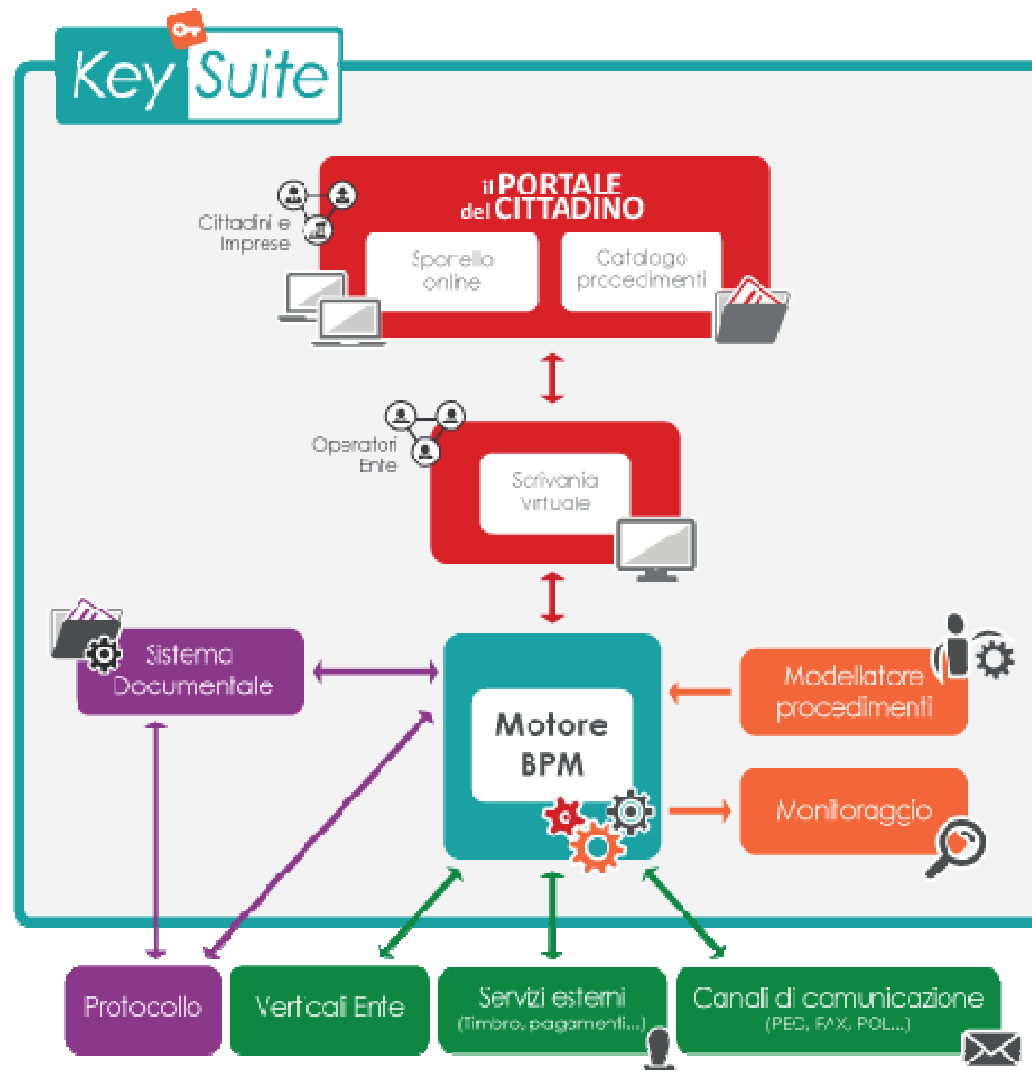 Key Suite
il PORTALE
del CITTADINO
Cittadini e
Imprese
Sportello
online
Catalogo
procedimenti
Operatori
Ente
Scrivania
virtuale
Sistema
Documentale
Motore
BPM
Modellatore
procedimenti
Monitoraggio
Protocollo
Verticali Ente
Servizi esterni
(Timbro, pagamenti...)
Canali di comunicazione
(PEC, FAX, POL...)